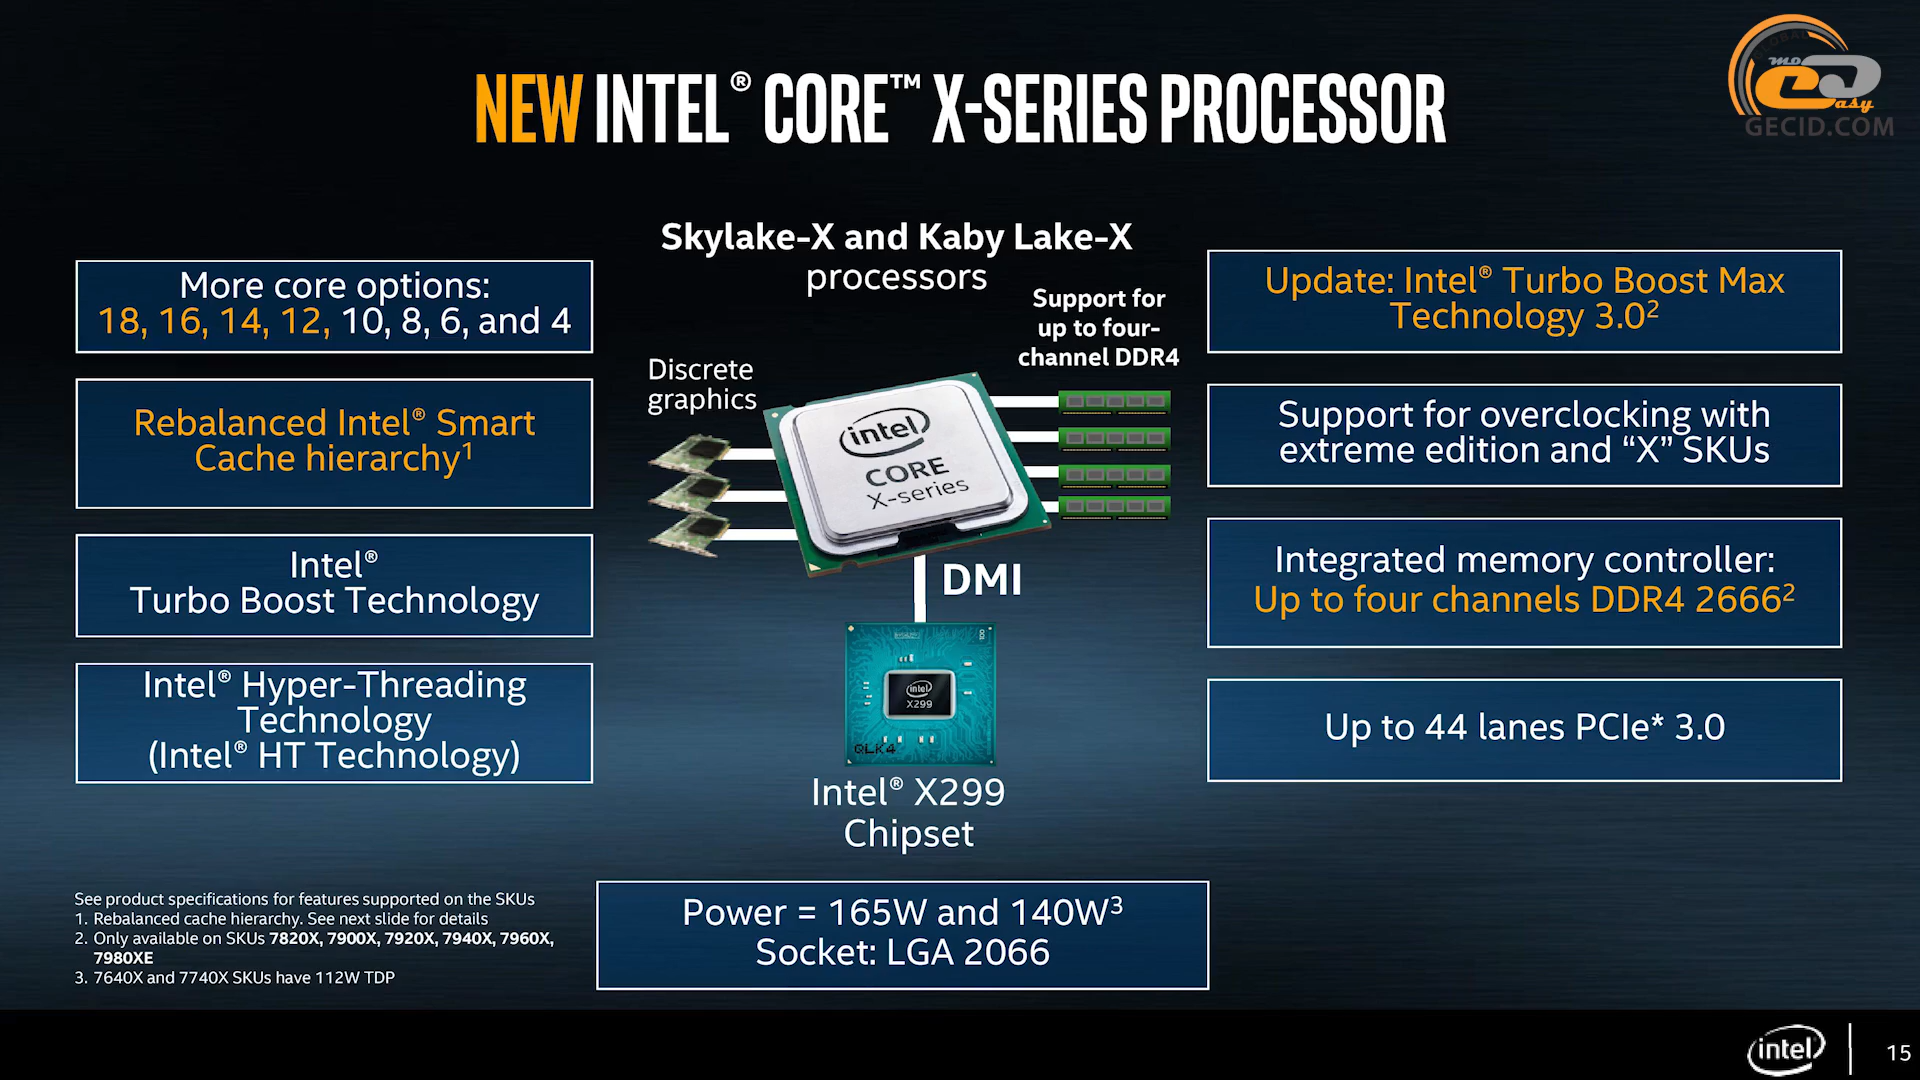 NEW INTEL® CORE™ X-SERIES PROCESSOR
GLOBAL
MO
easy
GECID.COM
Skylake-X and Kaby Lake-X
processors
More core options:
18, 16, 14, 12, 10, 8, 6, and 4
Rebalanced Intel® Smart
Cache hierarchy¹
Intel®
Turbo Boost Technology
Intel® Hyper-Threading
Technology
(Intel® HT Technology)
Discrete
graphics
Support for
up to four-
channel DDR4
intel
CORE
X-series
DMI
intel
X299
QLK4
Intel® X299
Chipset
Update: Intel® Turbo Boost Max
Technology 3.0²
Support for overclocking with
extreme edition and “X” SKUs
Integrated memory controller:
Up to four channels DDR4 2666²
Up to 44 lanes PCIe* 3.0
Power = 165W and 140W³
Socket: LGA 2066
See product specifications for features supported on the SKUs
1. Rebalanced cache hierarchy. See next slide for details
2. Only available on SKUs 7820X, 7900X, 7920X, 7940X, 7960X,
7980XE
3. 7640X and 7740X SKUs have 112W TDP
intel
15